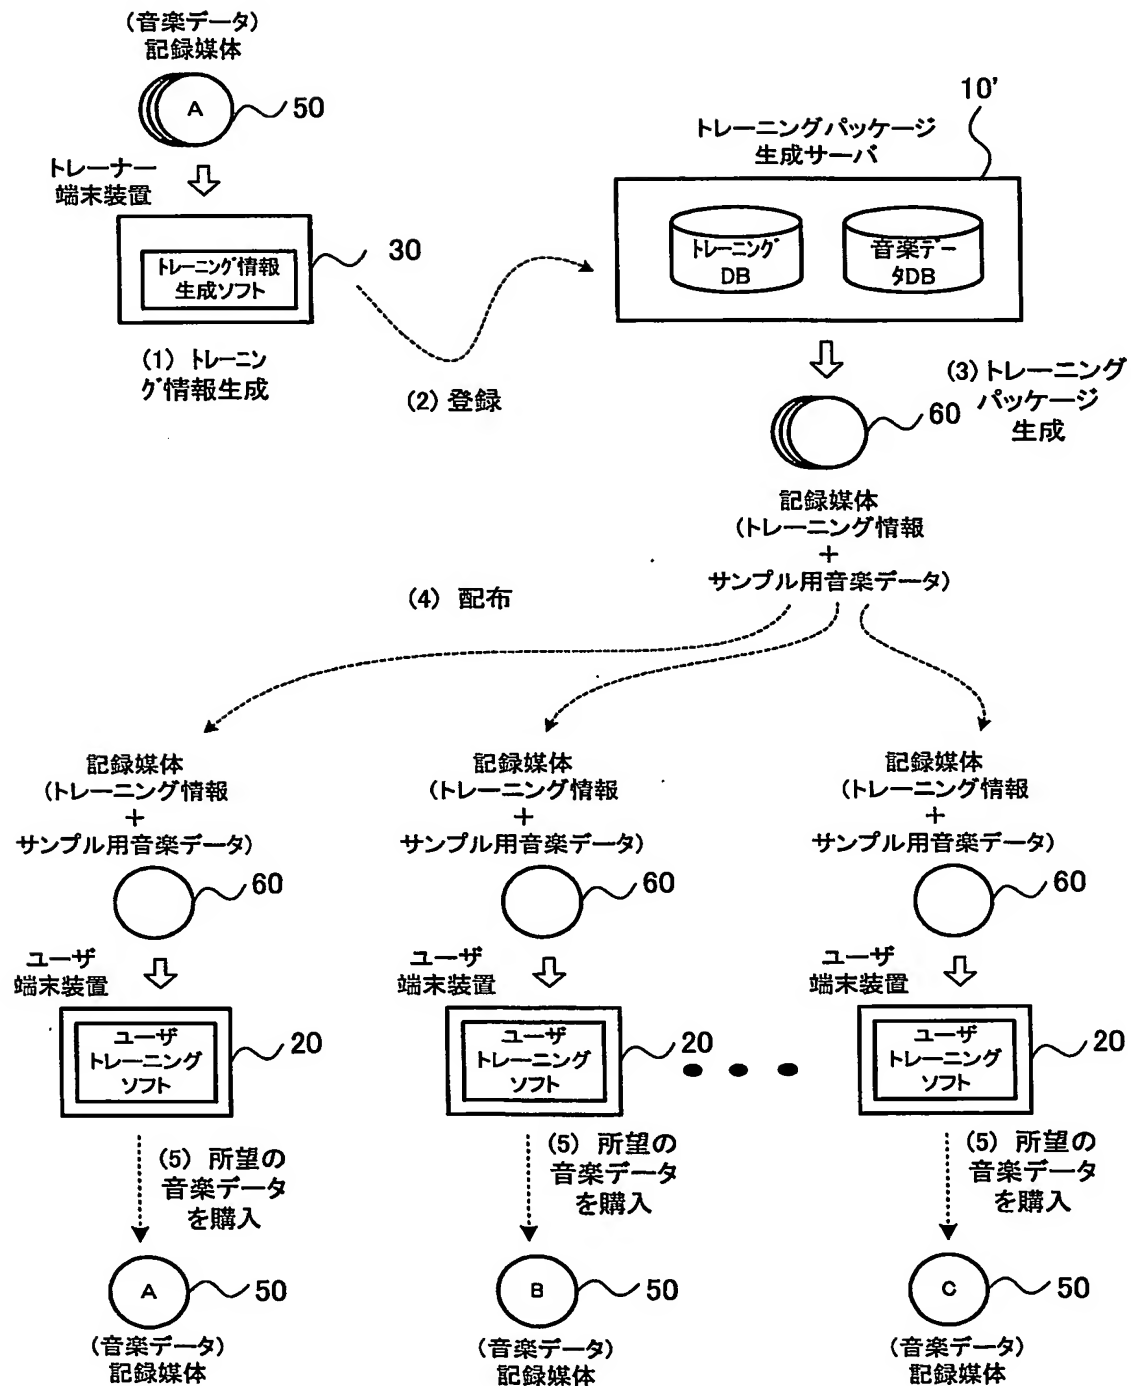 (音楽データ)
記録媒体
A
50
トレーナー
端末装置
トレーニング情報
生成ソフト
30
(1) トレーニン
グ情報生成
(2) 登録
10'
トレーニングパッケージ
生成サーバ
トレーニング
DB
音楽デー
タDB
(3) トレーニング
パッケージ
生成
60
記録媒体
(トレーニング情報
+
サンプル用音楽データ)
(4) 配布
記録媒体
(トレーニング情報
+
サンプル用音楽データ)
60
ユーザ
端末装置
ユーザ
トレーニング
ソフト
20
(5) 所望の
音楽データ
を購入
A
50
(音楽データ)
記録媒体
記録媒体
(トレーニング情報
+
サンプル用音楽データ)
60
ユーザ
端末装置
ユーザ
トレーニング
ソフト
20
(5) 所望の
音楽データ
を購入
B
50
(音楽データ)
記録媒体
記録媒体
(トレーニング情報
+
サンプル用音楽データ)
60
ユーザ
端末装置
ユーザ
トレーニング
ソフト
20
(5) 所望の
音楽データ
を購入
C
50
(音楽データ)
記録媒体